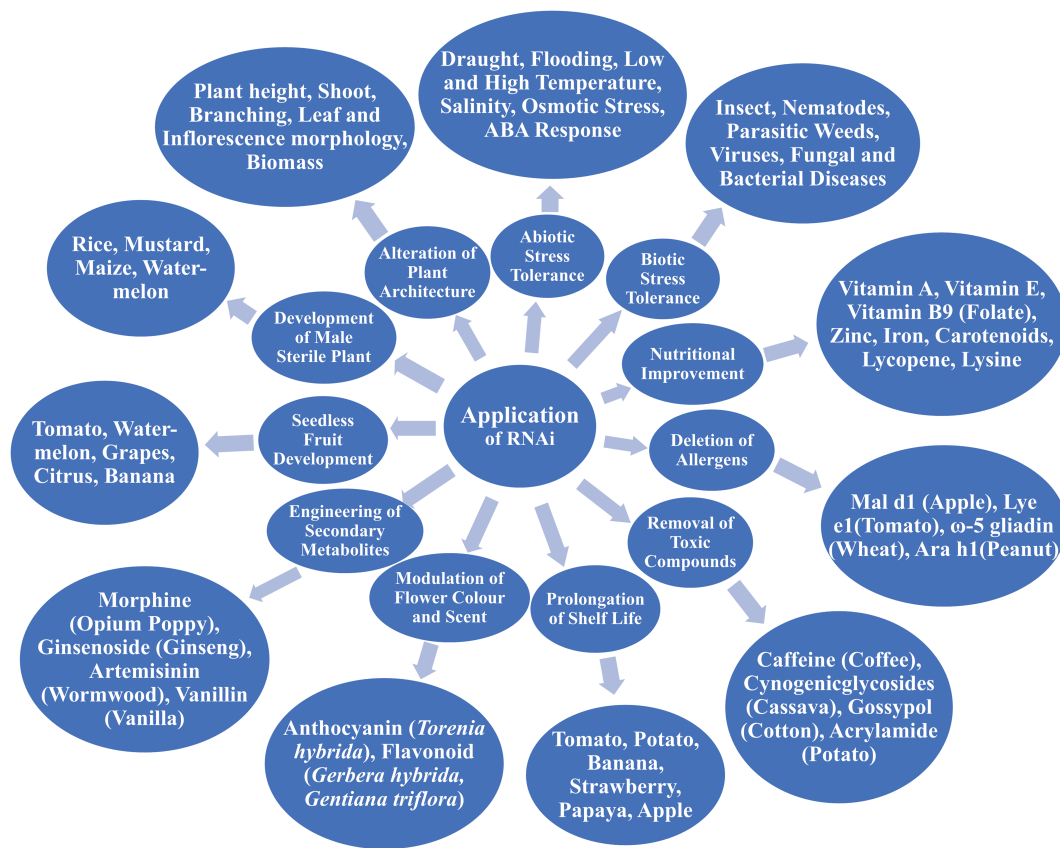 Application
of RNAi
Abiotic
Stress
Tolerance
Draught, Flooding, Low
and High Temperature,
Salinity, Osmotic Stress,
ABA Response
Biotic
Stress
Tolerance
Insect, Nematodes,
Parasitic Weeds,
Viruses, Fungal and
Bacterial Diseases
Nutritional
Improvement
Vitamin A, Vitamin E,
Vitamin B9 (Folate),
Zinc, Iron, Carotenoids,
Lycopene, Lysine
Deletion of
Allergens
Mal d1 (Apple), Lye
e1(Tomato), ω-5 gliadin
(Wheat), Ara h1(Peanut)
Removal of
Toxic
Compounds
Caffeine (Coffee),
Cynogenicglycosides
(Cassava), Gossypol
(Cotton), Acrylamide
(Potato)
Prolongation
of Shelf Life
Tomato, Potato,
Banana,
Strawberry,
Papaya, Apple
Modulation of
Flower Colour
and Scent
Anthocyanin (Torenia
hybrida), Flavonoid
(Gerbera hybrida,
Gentiana triflora)
Engineering of
Secondary
Metabolites
Morphine
(Opium Poppy),
Ginsenoside (Ginseng),
Artemisinin
(Wormwood), Vanillin
(Vanilla)
Seedless
Fruit
Development
Tomato, Water-
melon, Grapes,
Citrus, Banana
Development
of Male
Sterile Plant
Rice, Mustard,
Maize, Water-
melon
Alteration of
Plant
Architecture
Plant height, Shoot,
Branching, Leaf and
Inflorescence morphology,
Biomass